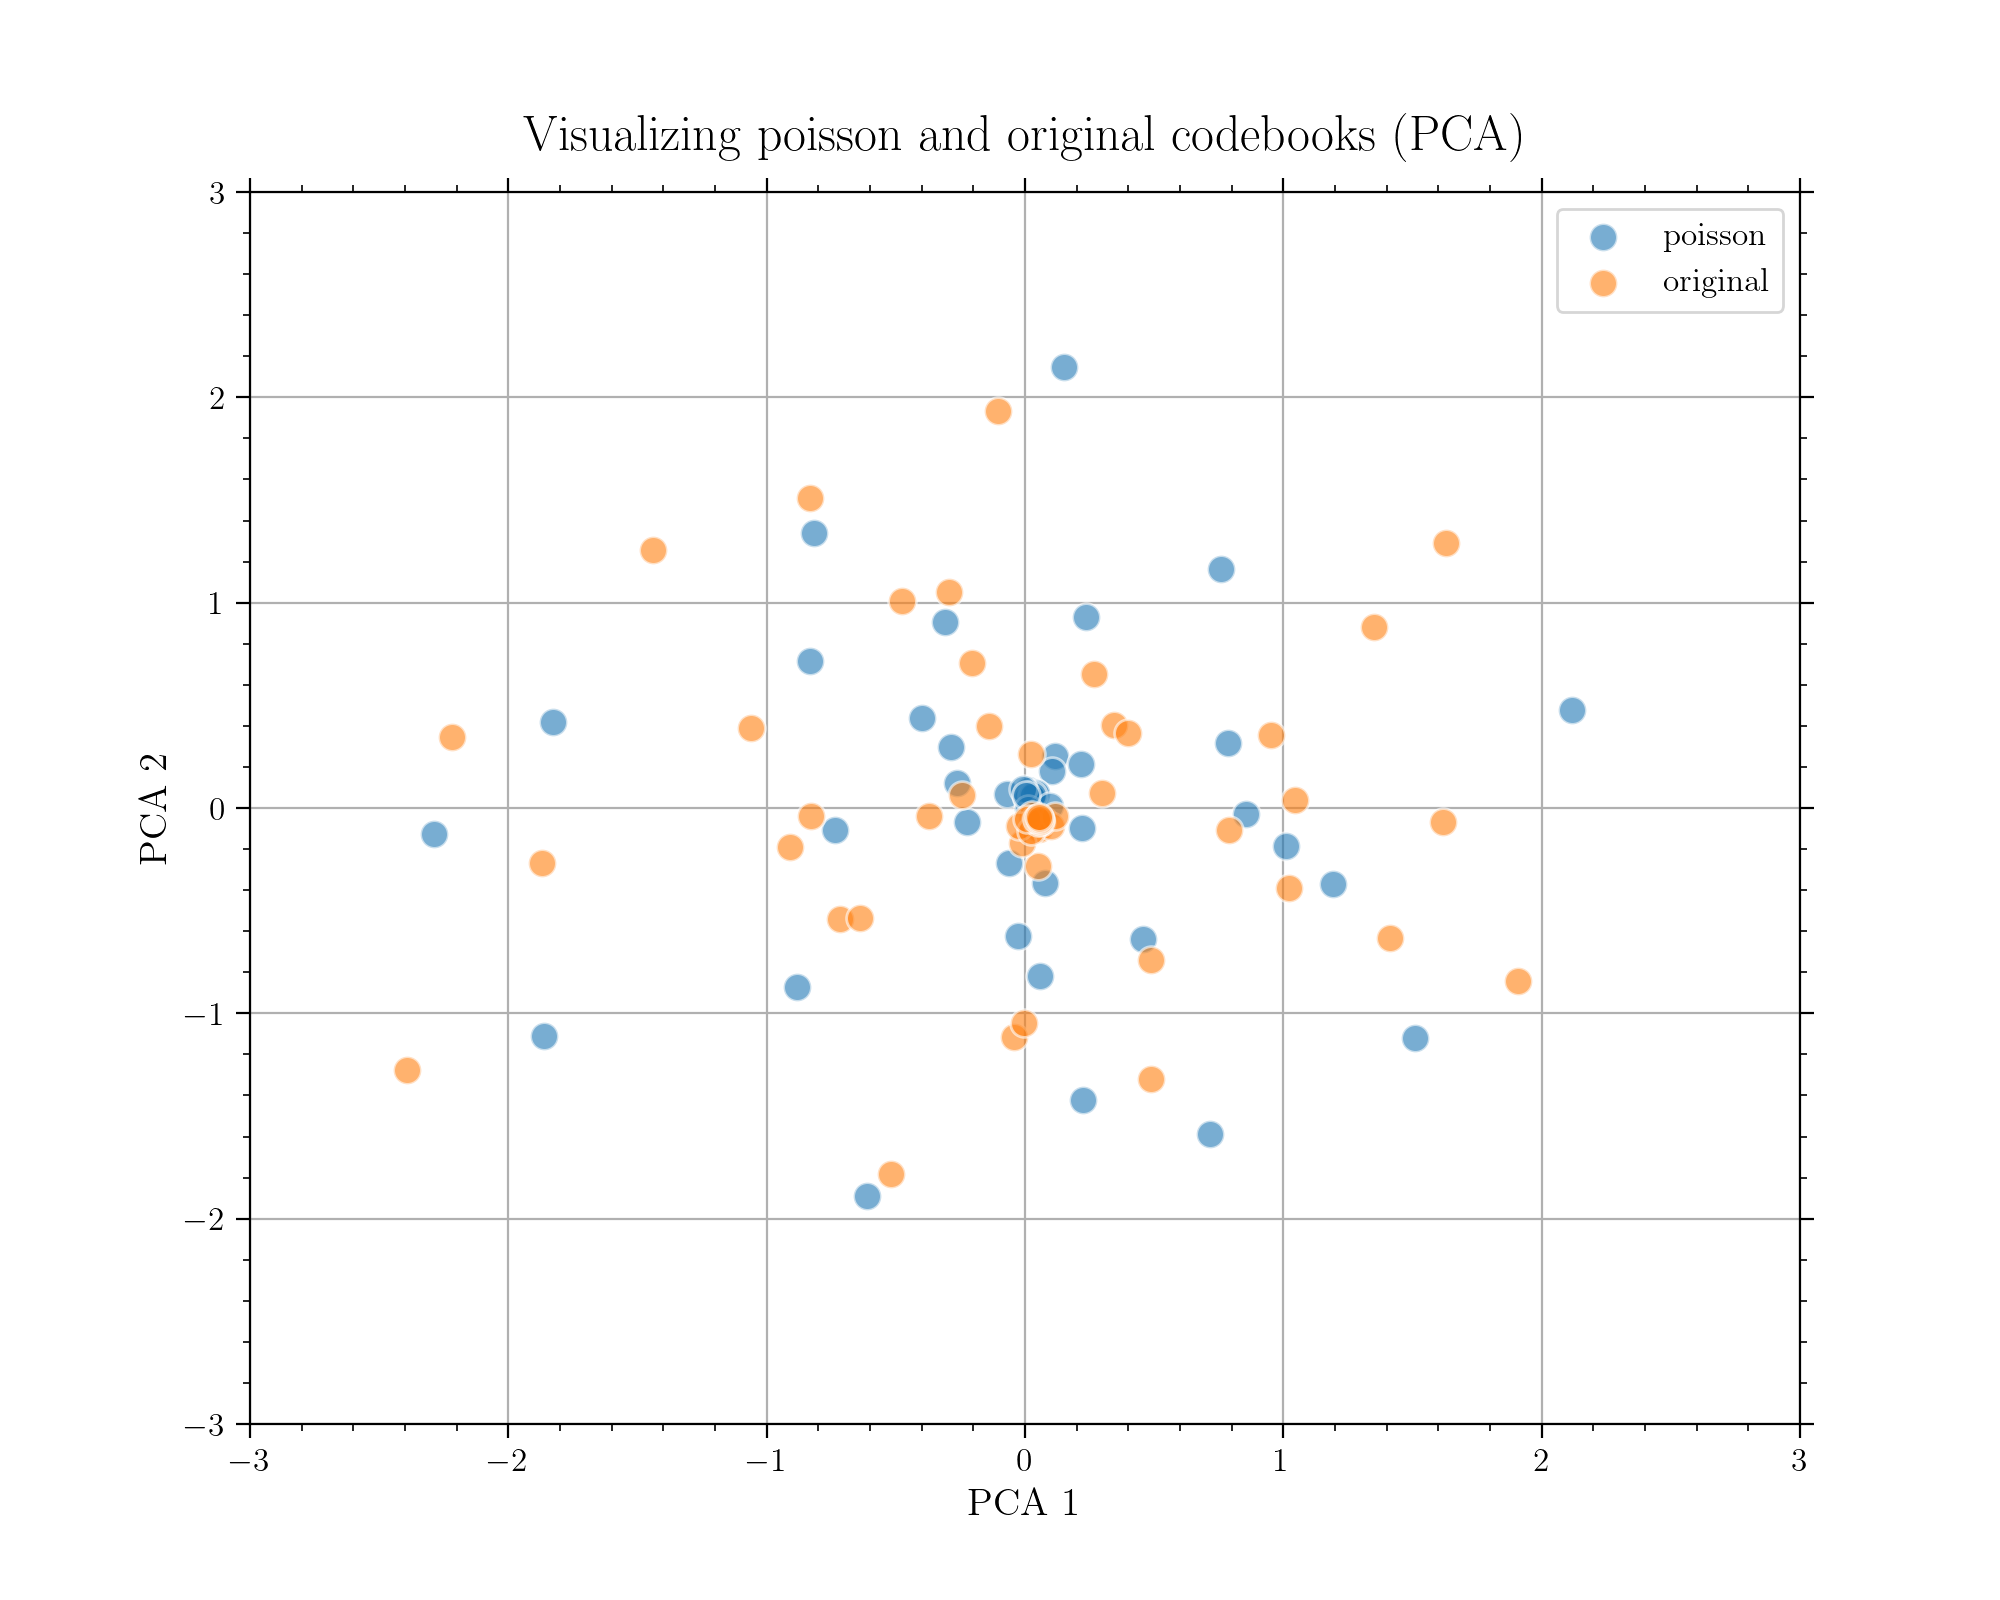 Visualizing poisson and original codebooks (PCA)
poisson
original
PCA 2
3
2
1
0
−1
−2
−3
−3
−2
−1
0
1
2
3
PCA 1